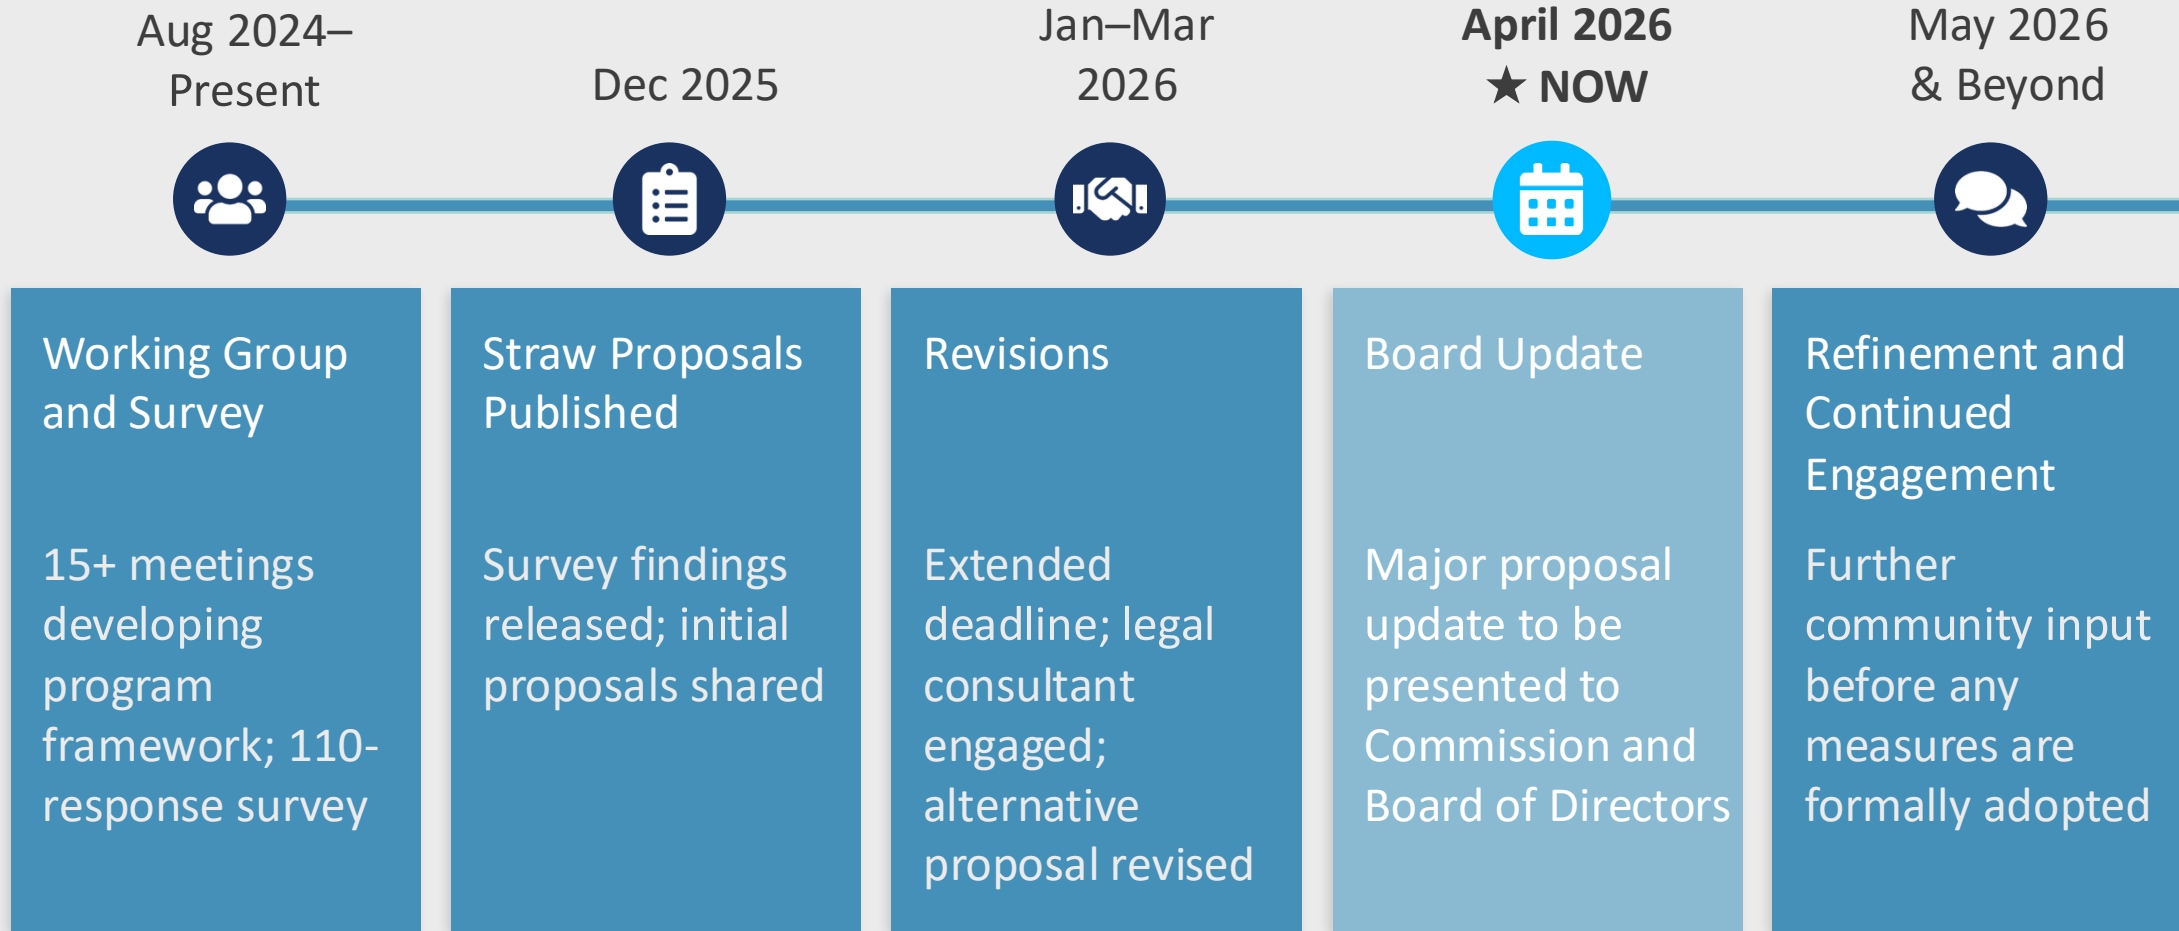 Aug 2024–
Present
Dec 2025
Jan–Mar
2026
April 2026
★ NOW
May 2026
& Beyond
Working Group
and Survey
15+ meetings
developing
program
framework; 110-
response survey
Straw Proposals
Published
Survey findings
released; initial
proposals shared
Revisions
Extended
deadline; legal
consultant
engaged;
alternative
proposal revised
Board Update
Major proposal
update to be
presented to
Commission and
Board of Directors
Refinement and
Continued
Engagement
Further
community input
before any
measures are
formally adopted